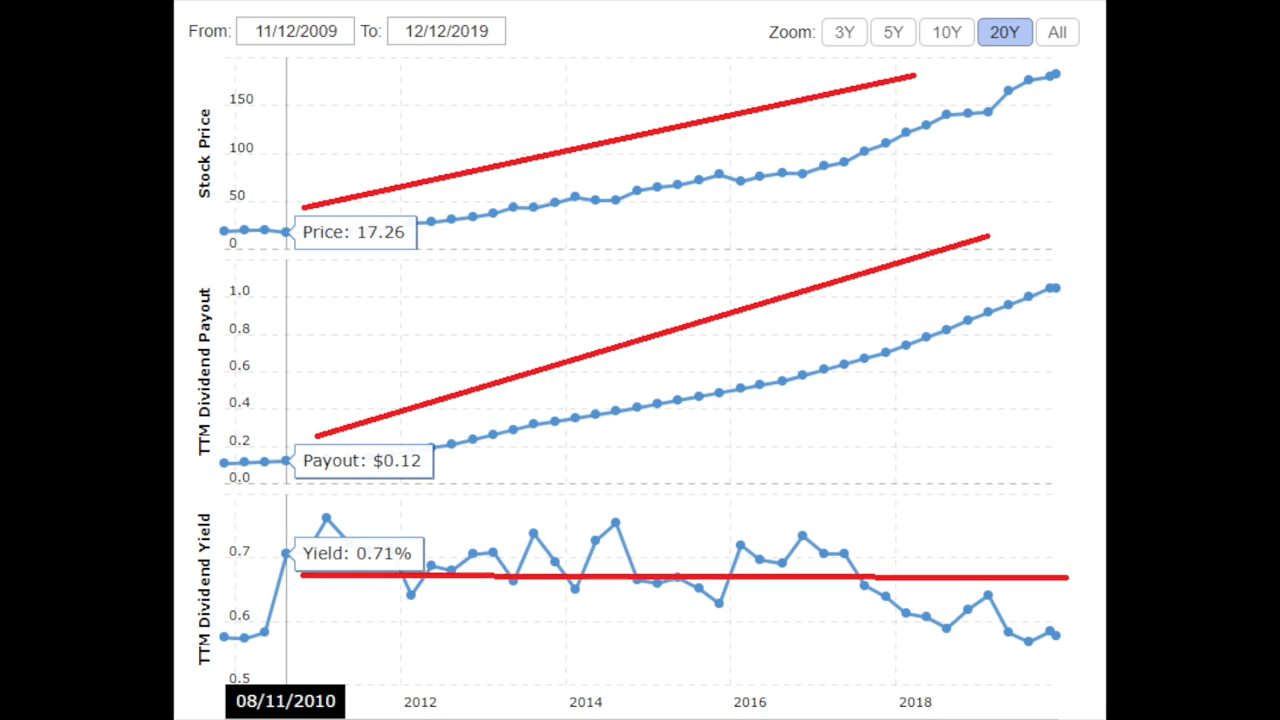 From: 11/12/2009 To: 12/12/2019 Zoom: 3Y 5Y 10Y 20Y All
Stock Price
150
100
50
0
Price: 17.26
TTM Dividend Payout
1.0
0.8
0.6
0.4
0.2
0.0
Payout: $0.12
TTM Dividend Yield
0.7
0.6
0.5
Yield: 0.71%
08/11/2010 2012 2014 2016 2018